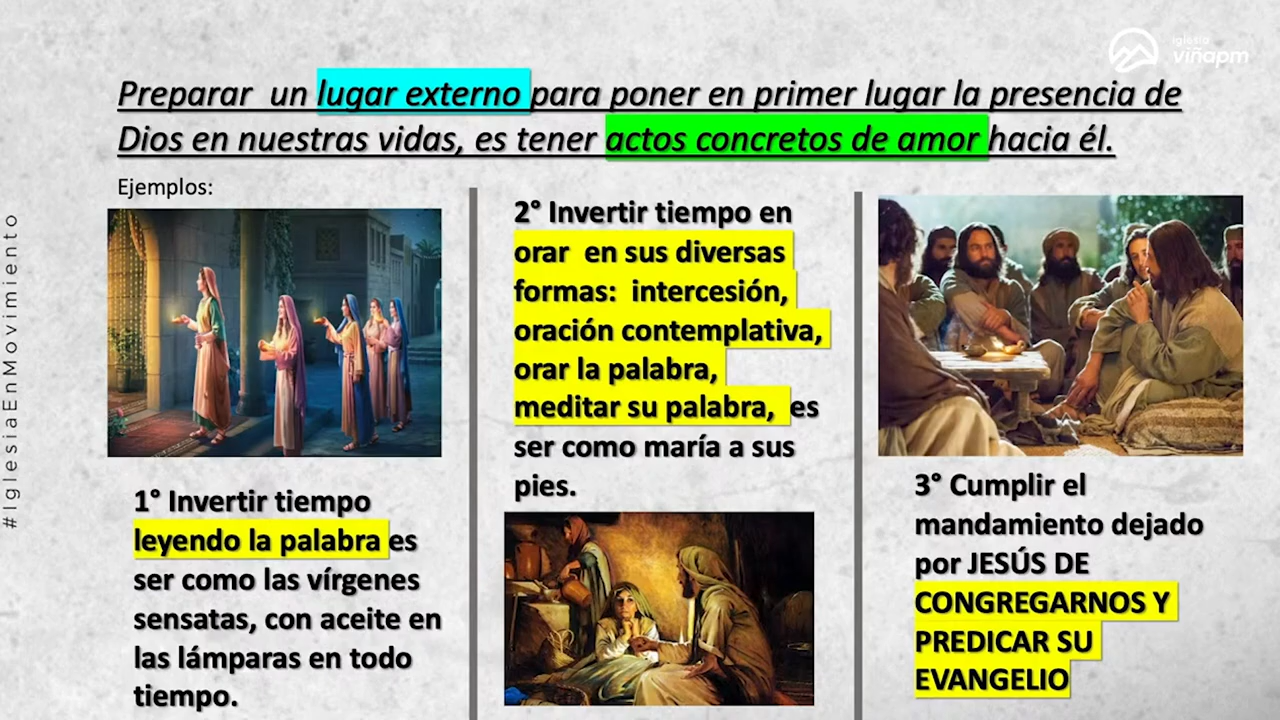 iglesia
viñapm
Preparar un lugar externo para poner en primer lugar la presencia de
Dios en nuestras vidas, es tener actos concretos de amor hacia él.
Ejemplos:
1° Invertir tiempo
leyendo la palabra es
ser como las vírgenes
sensatas, con aceite en
las lámparas en todo
tiempo.
2° Invertir tiempo en
orar en sus diversas
formas: intercesión,
oración contemplativa,
orar la palabra,
meditar su palabra, es
ser como maría a sus
pies.
3° Cumplir el
mandamiento dejado
por JESÚS DE
CONGREGARNOS Y
PREDICAR SU
EVANGELIO
#IglesiaEnMovimiento